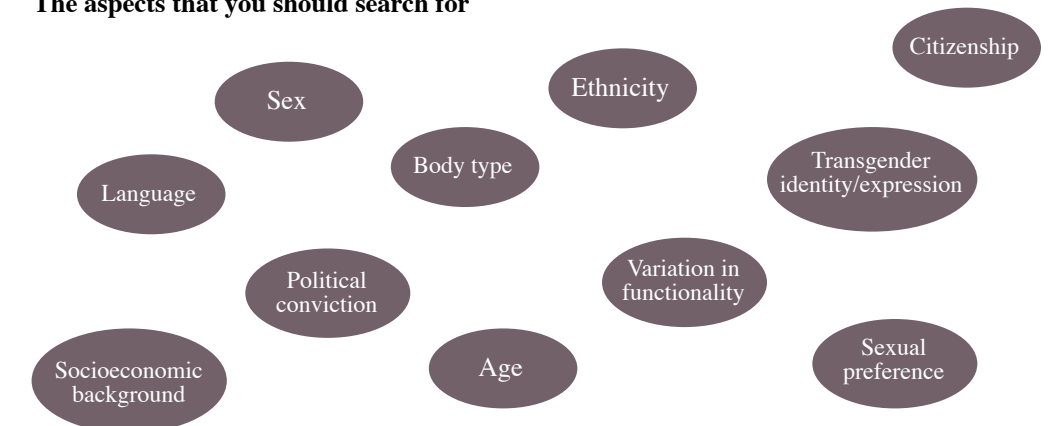 The aspects that you should search for
Citizenship
Ethnicity
Sex
Body type
Transgender
identity/expression
Language
Variation in
functionality
Political
conviction
Sexual
preference
Age
Socioeconomic
background